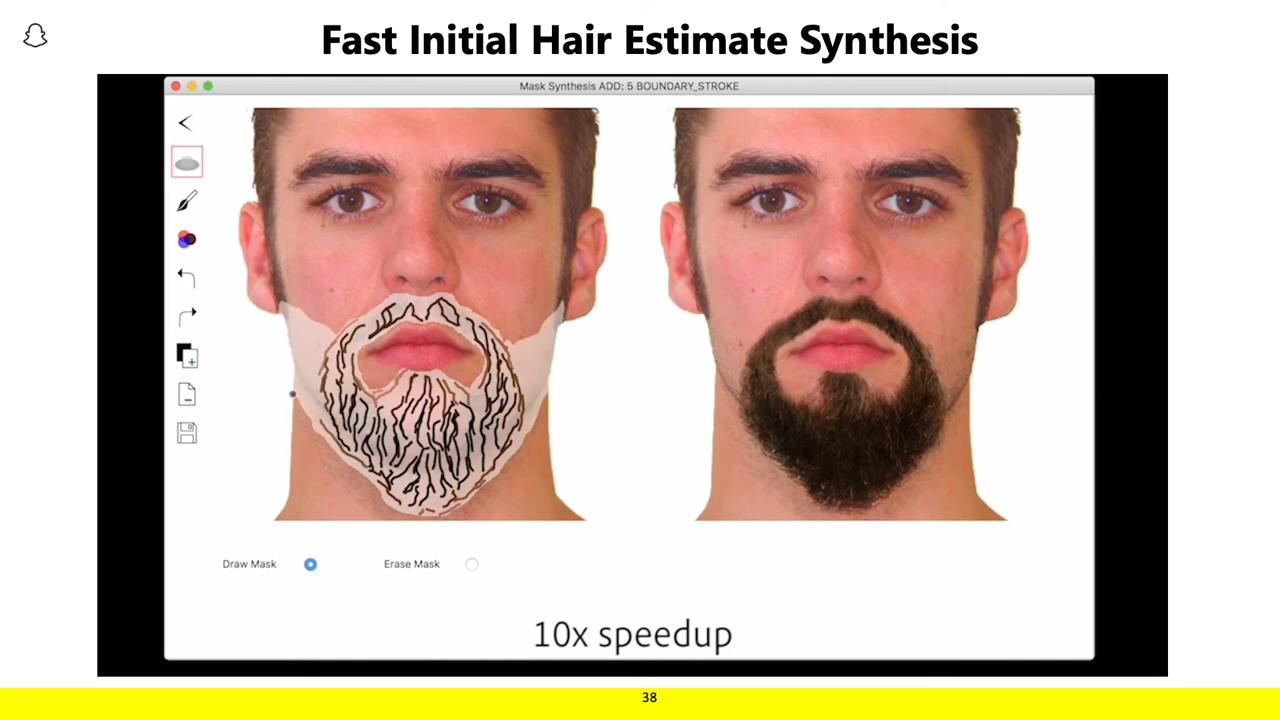 Fast Initial Hair Estimate Synthesis
Mask Synthesis ADD: 5 BOUNDARY_STROKE
Draw Mask
Erase Mask
10x speedup
38